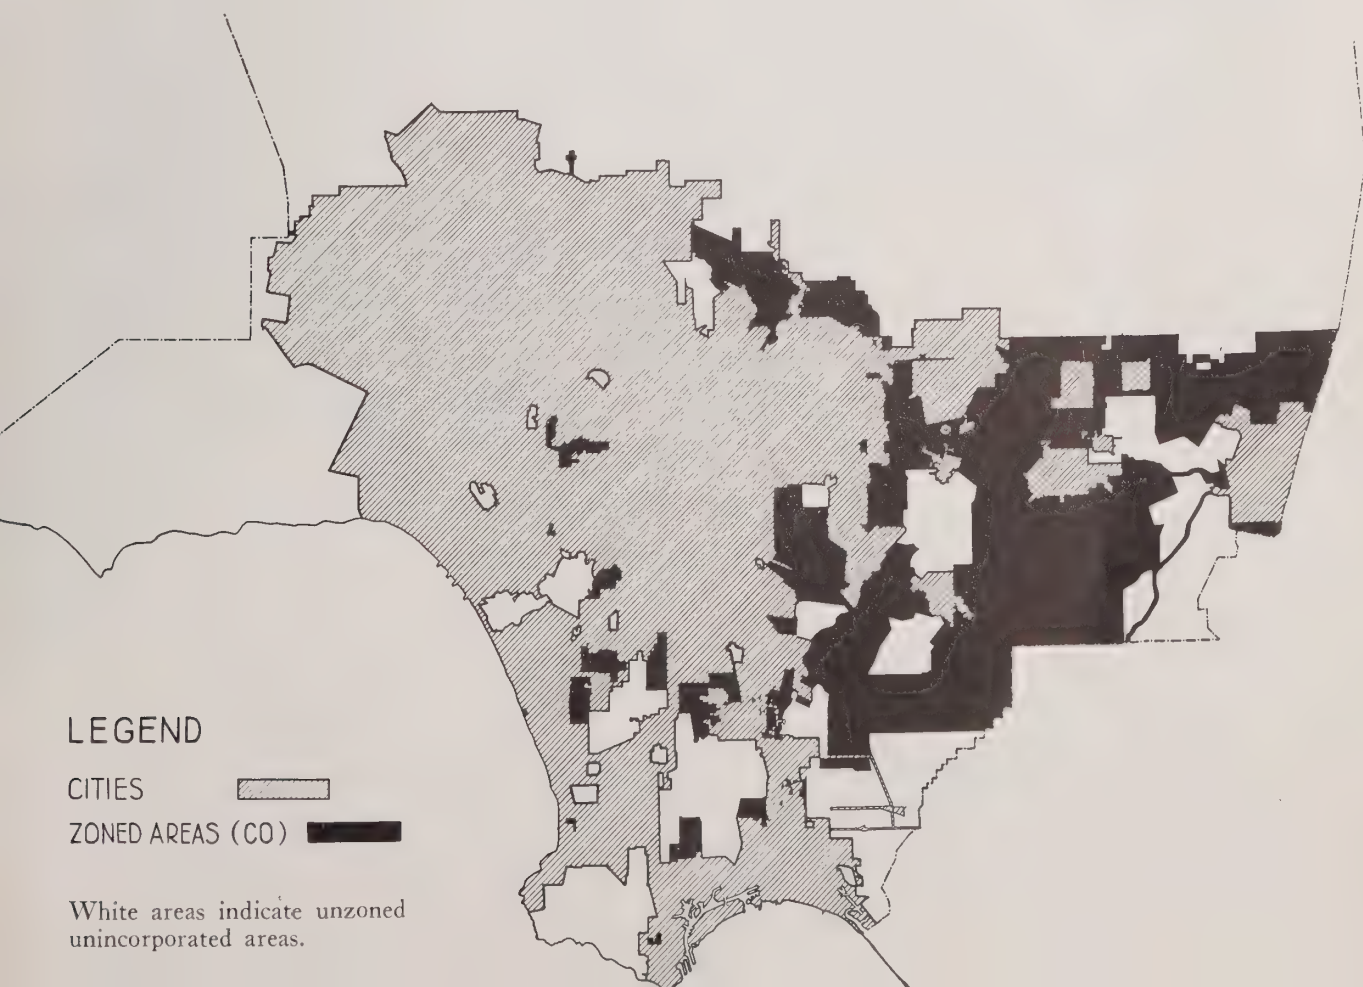 LEGEND
CITIES
ZONED AREAS (CO)
White areas indicate unzoned
unincorporated areas.